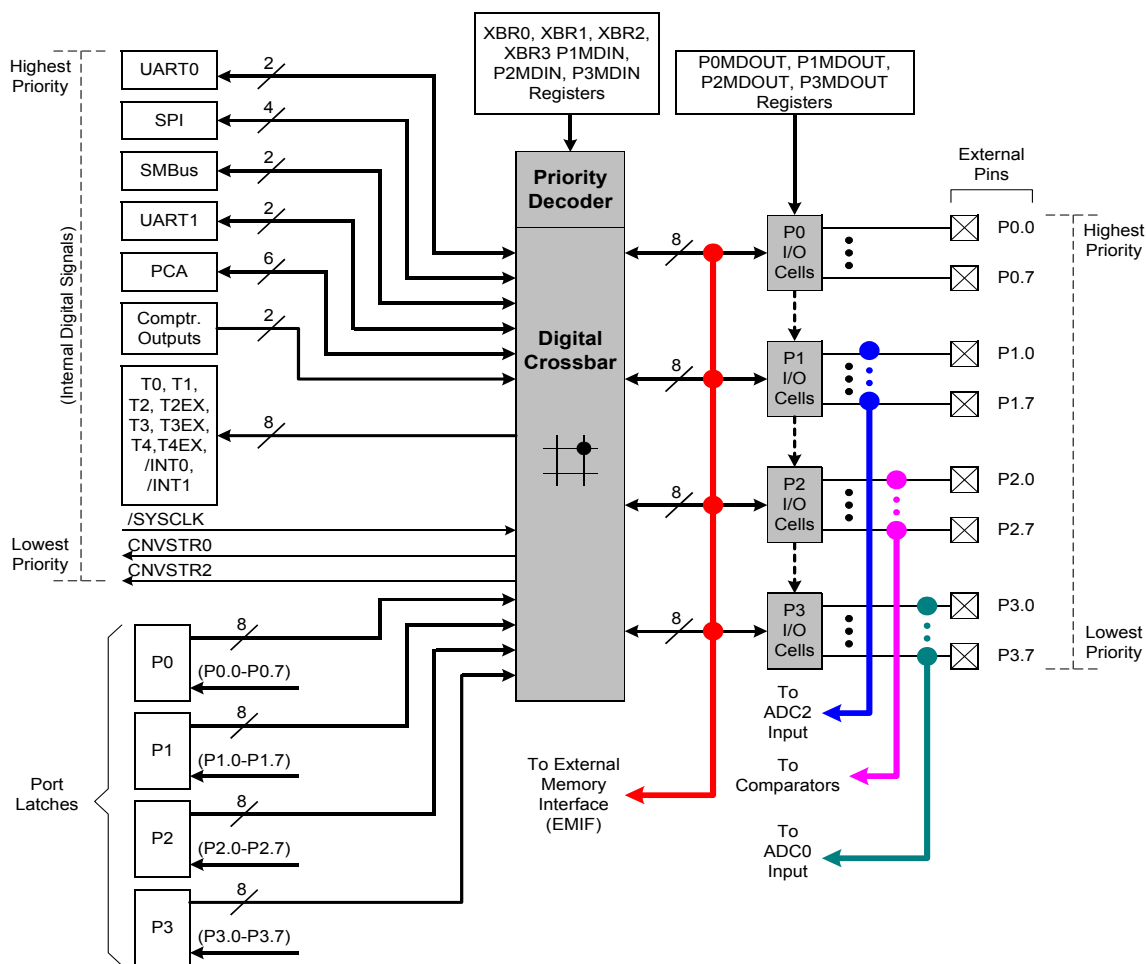 XBR0, XBR1, XBR2,
XBR3 P1MDIN,
P2MDIN, P3MDIN
Registers
P0MDOUT, P1MDOUT,
P2MDOUT, P3MDOUT
Registers
Highest
Priority
(Internal Digital Signals)
Lowest
Priority
UART0
2
SPI
4
SMBus
2
UART1
2
PCA
6
Comptr.
Outputs
2
T0, T1,
T2, T2EX,
T3, T3EX,
T4,T4EX,
/INT0,
/INT1
8
/SYSCLK
CNVSTR0
CNVSTR2
Priority
Decoder
Digital
Crossbar
8
8
8
8
P0
I/O
Cells
P1
I/O
Cells
P2
I/O
Cells
P3
I/O
Cells
External
Pins
P0.0
P0.7
P1.0
P1.7
P2.0
P2.7
P3.0
P3.7
Highest
Priority
Lowest
Priority
Port
Latches
P0
8
(P0.0-P0.7)
P1
8
(P1.0-P1.7)
P2
8
(P2.0-P2.7)
P3
8
(P3.0-P3.7)
To External
Memory
Interface
(EMIF)
To
ADC2
Input
To
Comparators
To
ADC0
Input